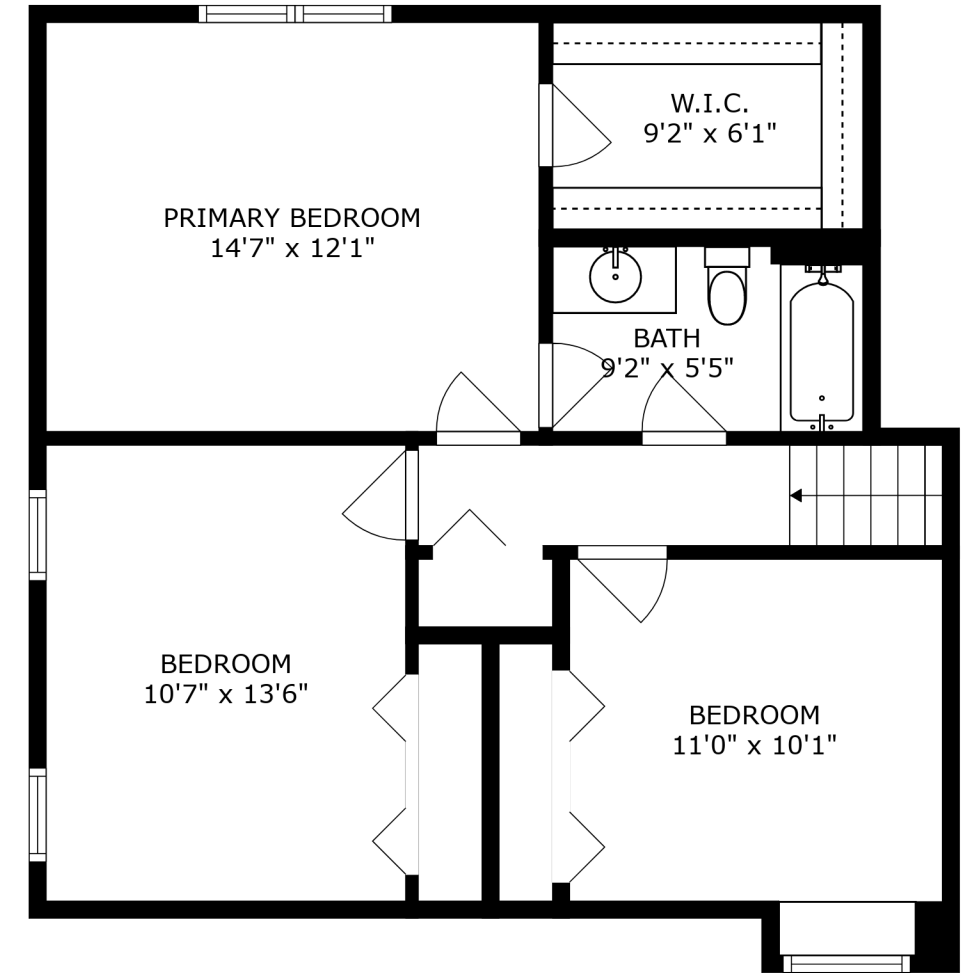 W.I.C.
9'2" x 6'1"
PRIMARY BEDROOM
14'7" x 12'1"
BATH
9'2" x 5'5"
BEDROOM
10'7" x 13'6"
BEDROOM
11'0" x 10'1"